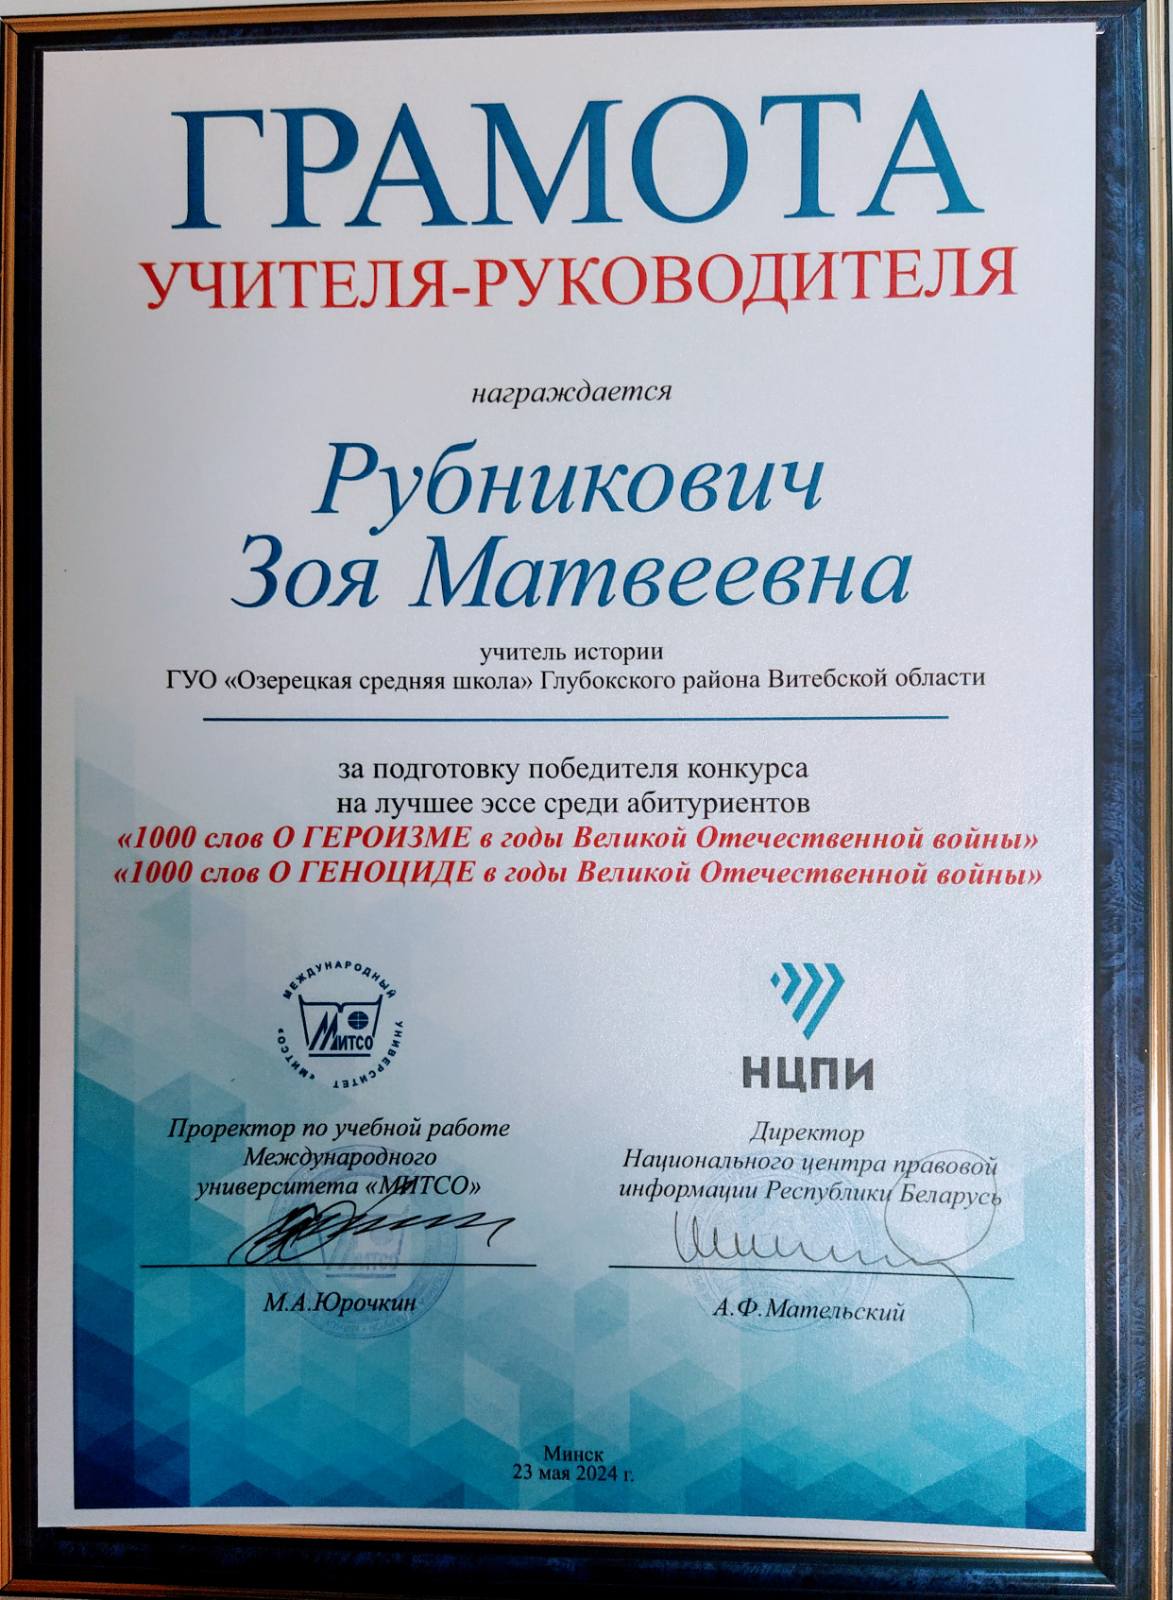 ГРАМОТА
УЧИТЕЛЯ-РУКОВОДИТЕЛЯ
награждается
Рубникович
Зоя Матвеевна
учитель истории
ГУО «Озерецкая средняя школа» Глубокского района Витебской области
за подготовку победителя конкурса
на лучшее эссе среди абитуриентов
«1000 слов О ГЕРОИЗМЕ в годы Великой Отечественной войны»
«1000 слов О ГЕНОЦИДЕ в годы Великой Отечественной войны»
МЕЖДУНАРОДНЫЙ УНИВЕРСИТЕТ «МИТСО»
МИТСО
Проректор по учебной работе
Международного
университета «МИТСО»
М.А.Юрочкин
НЦПИ
Директор
Национального центра правовой
информации Республики Беларусь
А.Ф.Мательский
Минск
23 мая 2024 г.